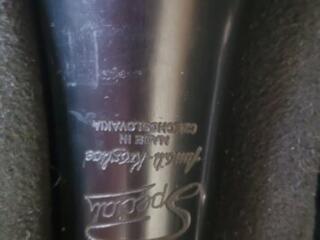 Special
Amati Kraslice
MADE IN
CZECHOSLOVAKIA